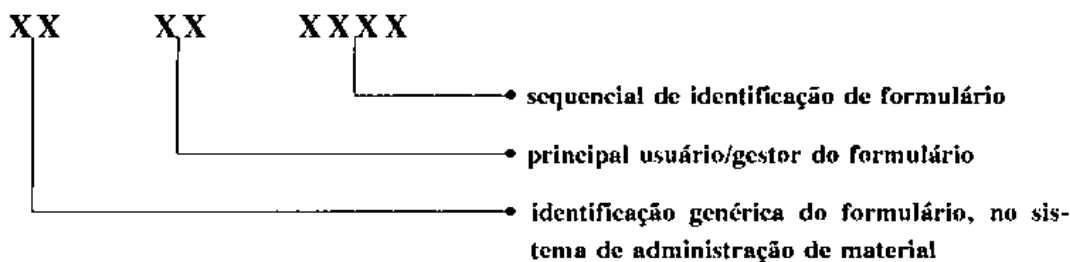 XX XX XXXX
sequencial de identificação de formulário
principal usuário/gestor do formulário
identificação genérica do formulário, no sis-
tema de administração de material